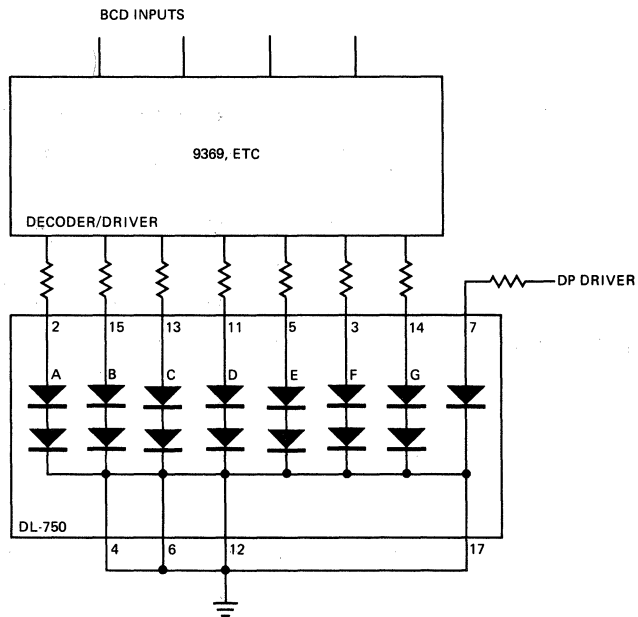 BCD INPUTS
9369, ETC
DECODER/DRIVER
DP DRIVER
2 15 13 11 5 3 14 7
A B C D E F G
DL-750
4 6 12 17